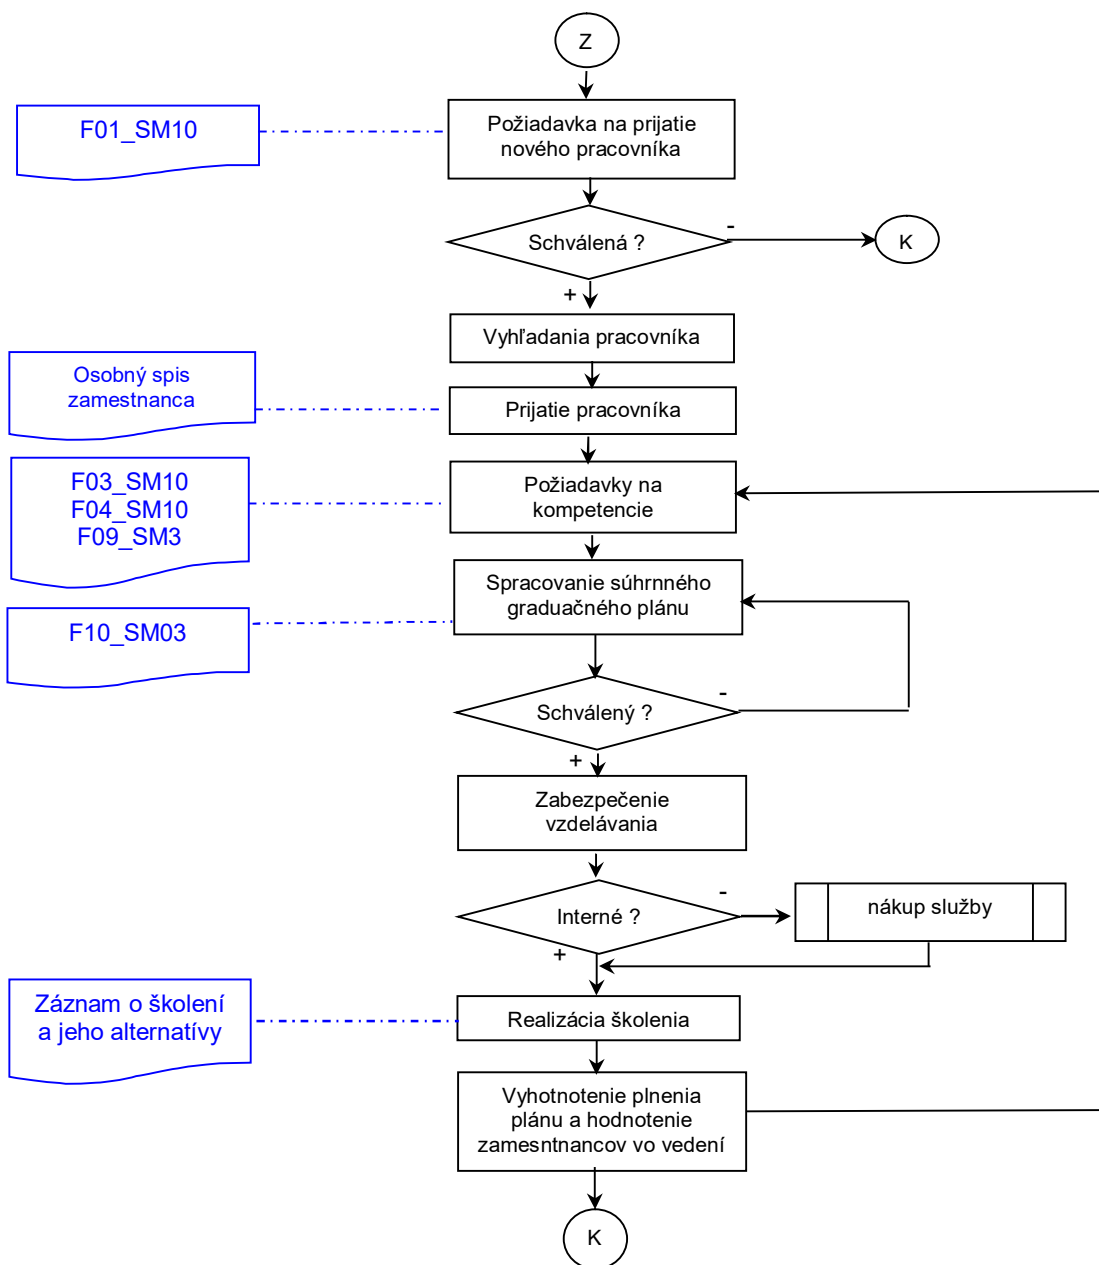 Z
F01_SM10
Požiadavka na prijatie
nového pracovníka
Schválená ?
-
K
+
Vyhľadania pracovníka
Osobný spis
zamestnanca
Prijatie pracovníka
F03_SM10
F04_SM10
F09_SM3
Požiadavky na
kompetencie
Spracovanie súhrnného
graduačného plánu
F10_SM03
Schválený ?
-
+
Zabezpečenie
vzdelávania
Interné ?
-
nákup služby
+
Záznam o školení
a jeho alternatívy
Realizácia školenia
Vyhotnotenie plnenia
plánu a hodnotenie
zamesntnancov vo vedení
K